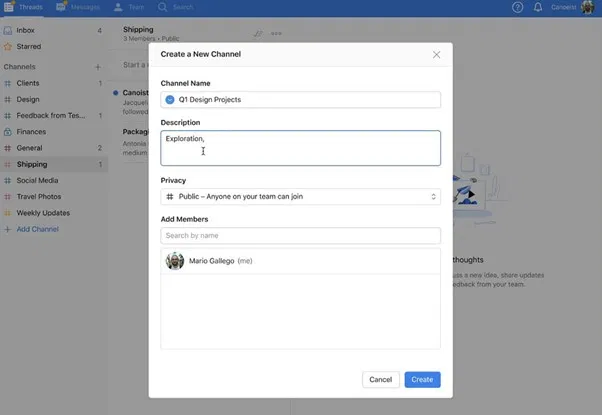 Threads
Messages
Team
Search
Inbox 4
Starred
Channels
Clients 1
Design
Feedback from Tes... 1
Finances
General 2
Shipping 1
Social Media
Travel Photos
Weekly Updates
Add Channel
Shipping
3 Members • Public
Start a
Canoist
Jacqueli
followed
Packag
Antonia
medium
Create a New Channel
Channel Name
Q1 Design Projects
Description
Exploration,
Privacy
Public – Anyone on your team can join
Add Members
Search by name
Mario Gallego (me)
Cancel Create
thoughts
uss a new idea, share updates
edback from your team.